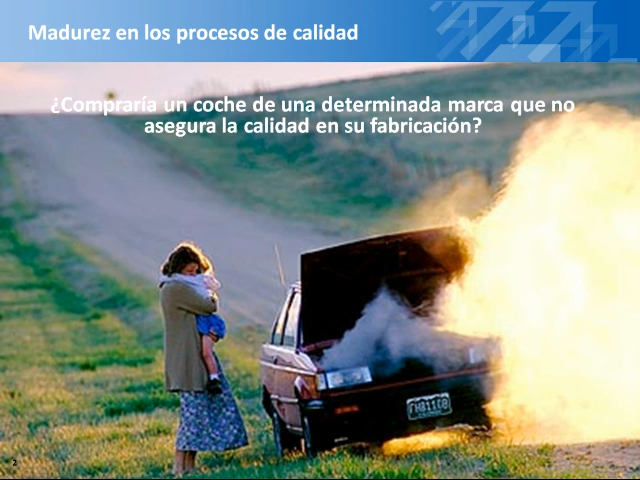 Madurez en los procesos de calidad
¿Compraría un coche de una determinada marca que no
asegura la calidad en su fabricación?
2